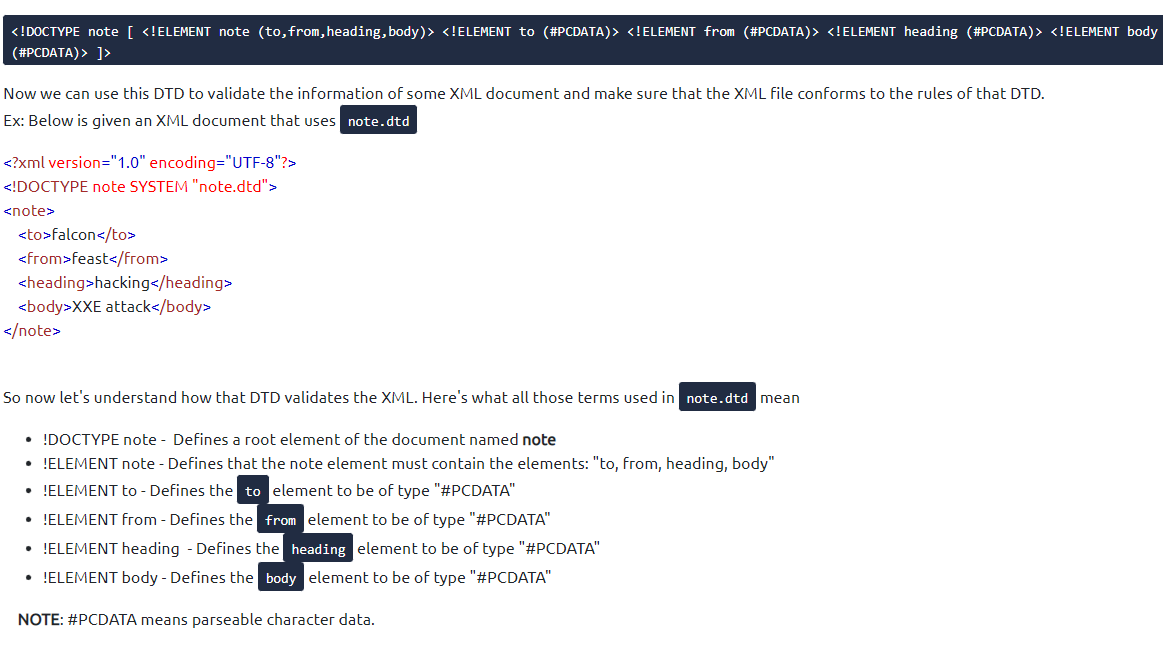 <!DOCTYPE note [ <!ELEMENT note (to,from,heading,body)> <!ELEMENT to (#PCDATA)> <!ELEMENT from (#PCDATA)> <!ELEMENT heading (#PCDATA)> <!ELEMENT body
(#PCDATA)> ]>
Now we can use this DTD to validate the information of some XML document and make sure that the XML file conforms to the rules of that DTD.
Ex: Below is given an XML document that uses note.dtd
<?xml version="1.0" encoding="UTF-8"?>
<!DOCTYPE note SYSTEM "note.dtd">
<note>
<to>falcon</to>
<from>feast</from>
<heading>hacking</heading>
<body>XXE attack</body>
</note>
So now let's understand how that DTD validates the XML. Here's what all those terms used in note.dtd mean
• !DOCTYPE note - Defines a root element of the document named note
• !ELEMENT note - Defines that the note element must contain the elements: "to, from, heading, body"
• !ELEMENT to - Defines the to element to be of type "#PCDATA"
• !ELEMENT from - Defines the from element to be of type "#PCDATA"
• !ELEMENT heading - Defines the heading element to be of type "#PCDATA"
• !ELEMENT body - Defines the body element to be of type "#PCDATA"
NOTE: #PCDATA means parseable character data.